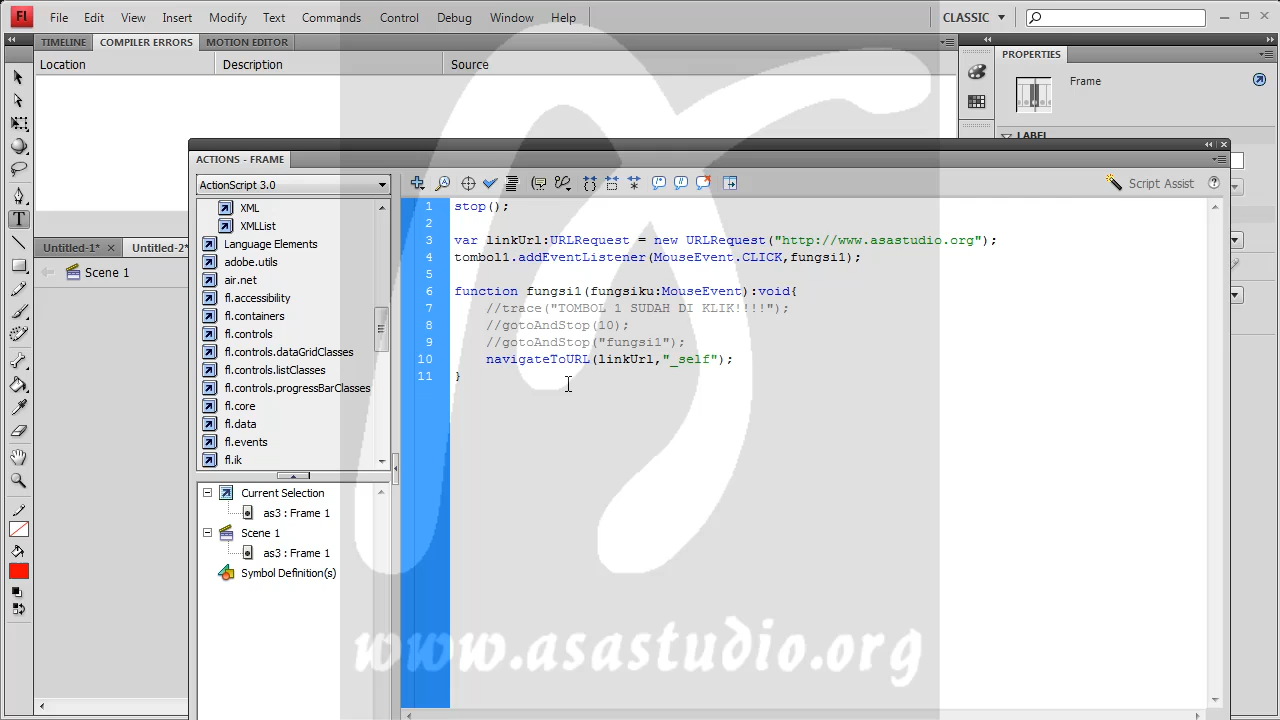 Fl File Edit View Insert Modify Text Commands Control Debug Window Help CLASSIC
TIMELINE COMPILER ERRORS MOTION EDITOR
PROPERTIES
Location Description Source
Frame
LABEL
ACTIONS - FRAME
ActionScript 3.0
Script Assist
XML
XMLList
Language Elements
adobe.utils
air.net
fl.accessibility
fl.containers
fl.controls
fl.controls.dataGridClasses
fl.controls.listClasses
fl.controls.progressBarClasses
fl.core
fl.data
fl.events
fl.ik
Current Selection
as3 : Frame 1
Scene 1
as3 : Frame 1
Symbol Definition(s)
1 stop();
2
3 var linkUrl:URLRequest = new URLRequest("http://www.asastudio.org");
4 tombol1.addEventListener(MouseEvent.CLICK,fungsi1);
5
6 function fungsi1(fungsiku:MouseEvent):void{
7 //trace("TOMBOL 1 SUDAH DI KLIK!!!!");
8 //gotoAndStop(10);
9 //gotoAndStop("fungsi1");
10 navigateToURL(linkUrl,"_self");
11 }
Untitled-1* Untitled-2*
Scene 1
www.asastudio.org